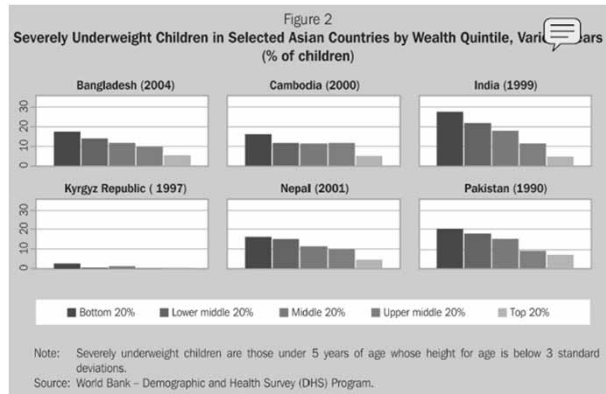 Figure 2
Severely Underweight Children in Selected Asian Countries by Wealth Quintile, Years
(% of children)
Bangladesh (2004)
Cambodia (2000)
India (1999)
30
20
10
0
Kyrgyz Republic ( 1997)
Nepal (2001)
Pakistan (1990)
30
20
10
0
Bottom 20%
Lower middle 20%
Middle 20%
Upper middle 20%
Top 20%
Note: Severely underweight children are those under 5 years of age whose height for age is below 3 standard
deviations.
Source: World Bank – Demographic and Health Survey (DHS) Program.